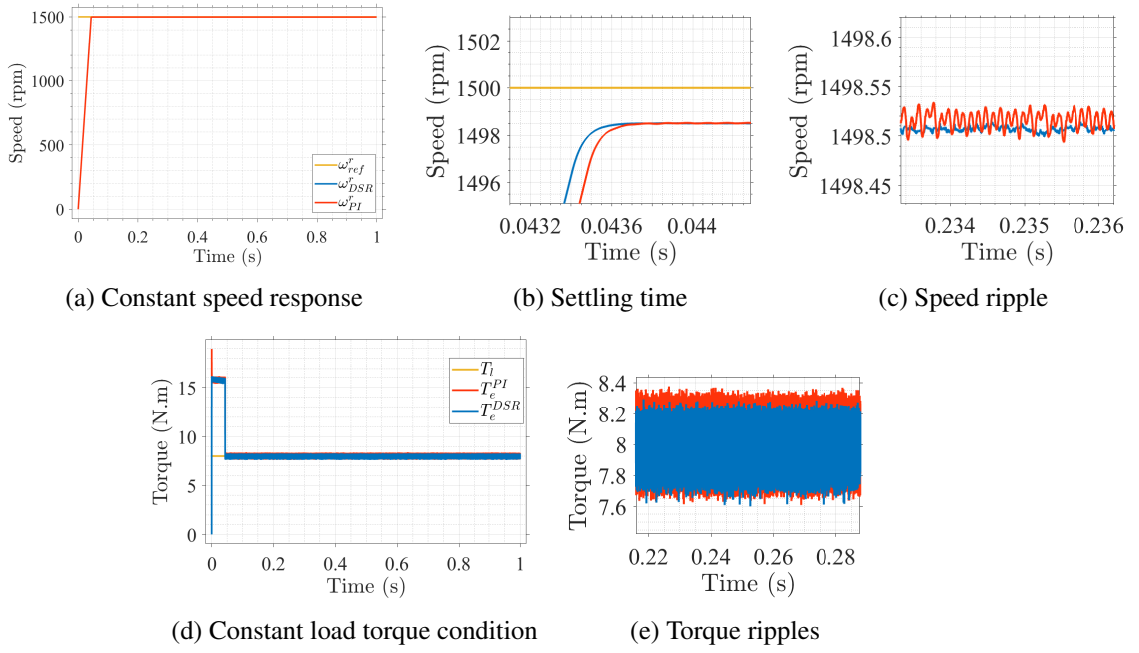 1500
1000
500
0
Speed (rpm)
0 0.2 0.4 0.6 0.8 1
Time (s)
ω^r_ref
ω^r_DSR
ω^r_PI
(a) Constant speed response
1502
1500
1498
1496
Speed (rpm)
0.0432 0.0436 0.044
Time (s)
(b) Settling time
1498.6
1498.55
1498.5
1498.45
Speed (rpm)
0.234 0.235 0.236
Time (s)
(c) Speed ripple
15
10
5
0
Torque (N.m)
0 0.2 0.4 0.6 0.8 1
Time (s)
T_l
T_e^PI
T_e^DSR
(d) Constant load torque condition
8.4
8.2
8
7.8
7.6
Torque (N.m)
0.22 0.24 0.26 0.28
Time (s)
(e) Torque ripples